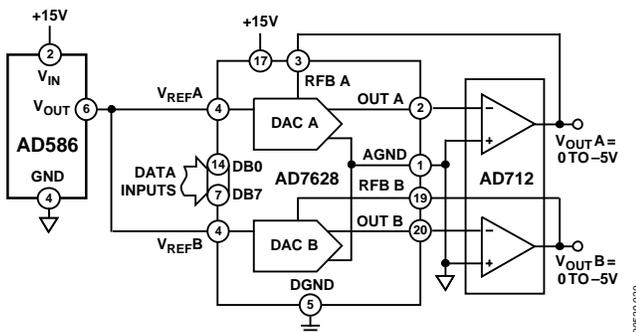 +15V
2
VIN
VOUT 6
AD586
GND
4
+15V
17
3
RFB A
VREFA
4
DAC A
OUT A
2
DATA
INPUTS
14 DB0
7 DB7
AD7628
AGND
1
RFB B
19
VREFB
4
DAC B
OUT B
20
DGND
5
AD712
−
+
−
+
VOUTA =
0 TO –5V
VOUTB =
0 TO –5V